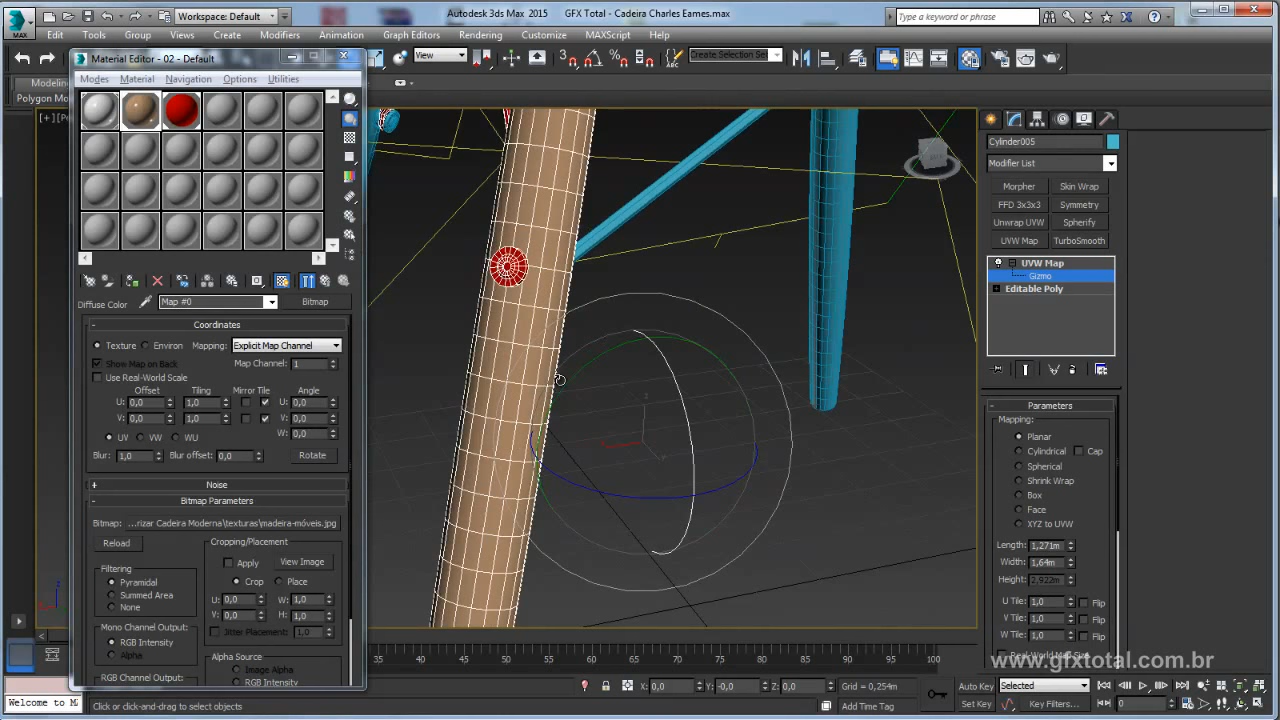 Workspace: Default
Autodesk 3ds Max 2015
GFX Total - Cadeira Charles Eames.max
Type a keyword or phrase
MAX
Edit
Tools
Group
Views
Create
Modifiers
Animation
Graph Editors
Rendering
Customize
MAXScript
Help
Material Editor - 02 - Default
View
Create Selection Set
Modes
Material
Navigation
Options
Utilities
Modeling
Polygon Mo
Cylinder005
Modifier List
Morpher
Skin Wrap
FFD 3x3x3
Symmetry
Unwrap UVW
Spherify
UVW Map
TurboSmooth
UVW Map
Gizmo
Editable Poly
Diffuse Color
Map #0
Bitmap
Coordinates
Texture
Environ
Mapping:
Explicit Map Channel
Show Map on Back
Map Channel:
1
Use Real-World Scale
Offset
Tiling
Mirror Tile
Angle
U: 0,0
1,0
U: 0,0
V: 0,0
1,0
V: 0,0
UV
VW
WU
W: 0,0
Blur: 1,0
Blur offset: 0,0
Rotate
Noise
Bitmap Parameters
Bitmap:
...rizar Cadeira Moderna\texturas\madeira-móveis.jpg
Reload
Cropping/Placement
Apply
View Image
Filtering
Pyramidal
Summed Area
None
Crop
Place
U: 0,0
W: 1,0
V: 0,0
H: 1,0
Jitter Placement: 1,0
Mono Channel Output:
RGB Intensity
Alpha
Alpha Source
Image Alpha
RGB Intensity
RGB Channel Output:
Parameters
Mapping:
Planar
Cylindrical
Cap
Spherical
Shrink Wrap
Box
Face
XYZ to UVW
Length: 1,271m
Width: 1,64m
Height: 2,922m
U Tile: 1,0
Flip
V Tile: 1,0
Flip
W Tile: 1,0
Flip
Real-World Map Size
www.gfxtotal.com.br
35
40
45
50
55
60
65
70
75
80
85
90
95
100
X: 0,0
Y: -0,0
Z: 0,0
Grid = 0,254m
Auto Key
Selected
Welcome to M
Click or click-and-drag to select objects
Add Time Tag
Set Key
Key Filters...
0